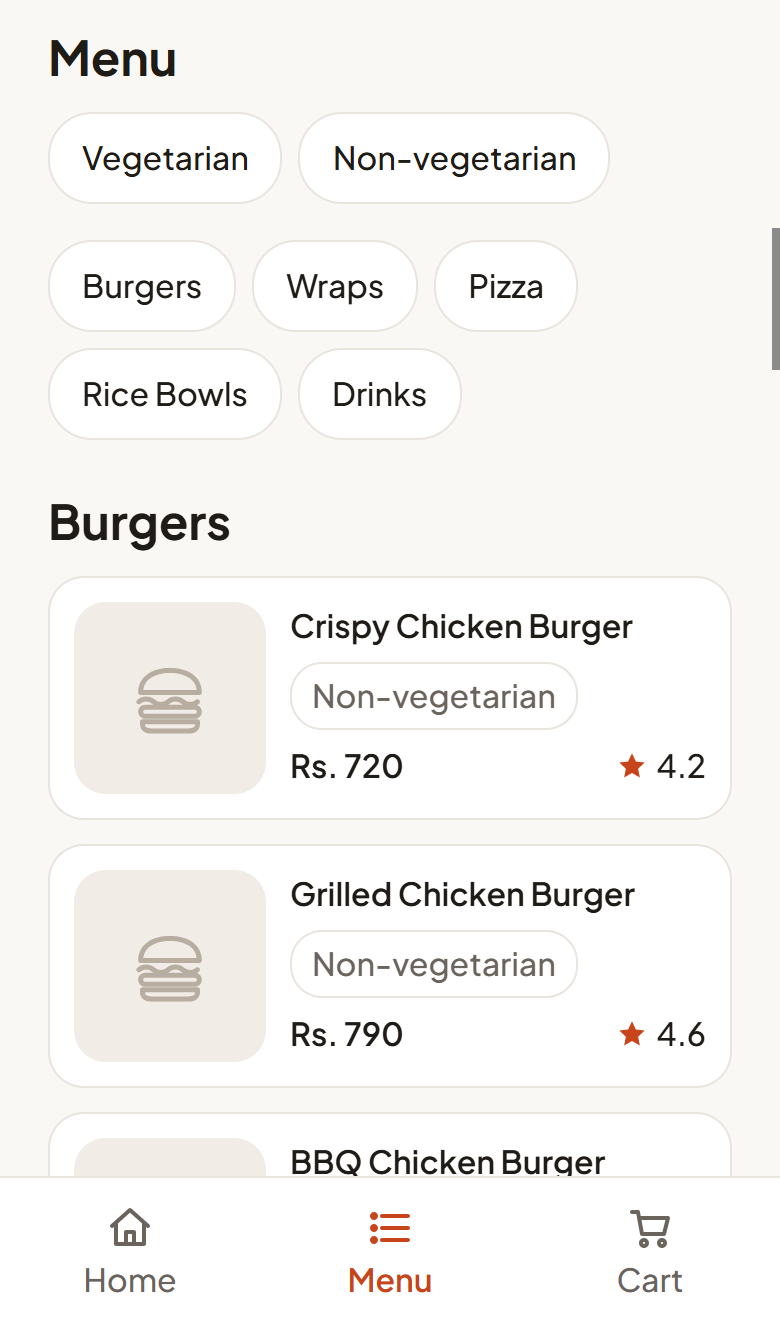 Menu
Vegetarian Non-vegetarian
Burgers Wraps Pizza
Rice Bowls Drinks
Burgers
Crispy Chicken Burger
Non-vegetarian
Rs. 720 4.2
Grilled Chicken Burger
Non-vegetarian
Rs. 790 4.6
BBQ Chicken Burger
Home Menu Cart